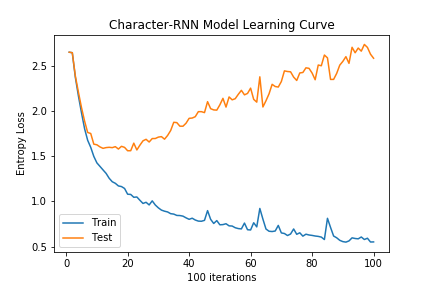 Character-RNN Model Learning Curve
Entropy Loss
2.5
2.0
1.5
1.0
0.5
Train
Test
0 20 40 60 80 100
100 iterations